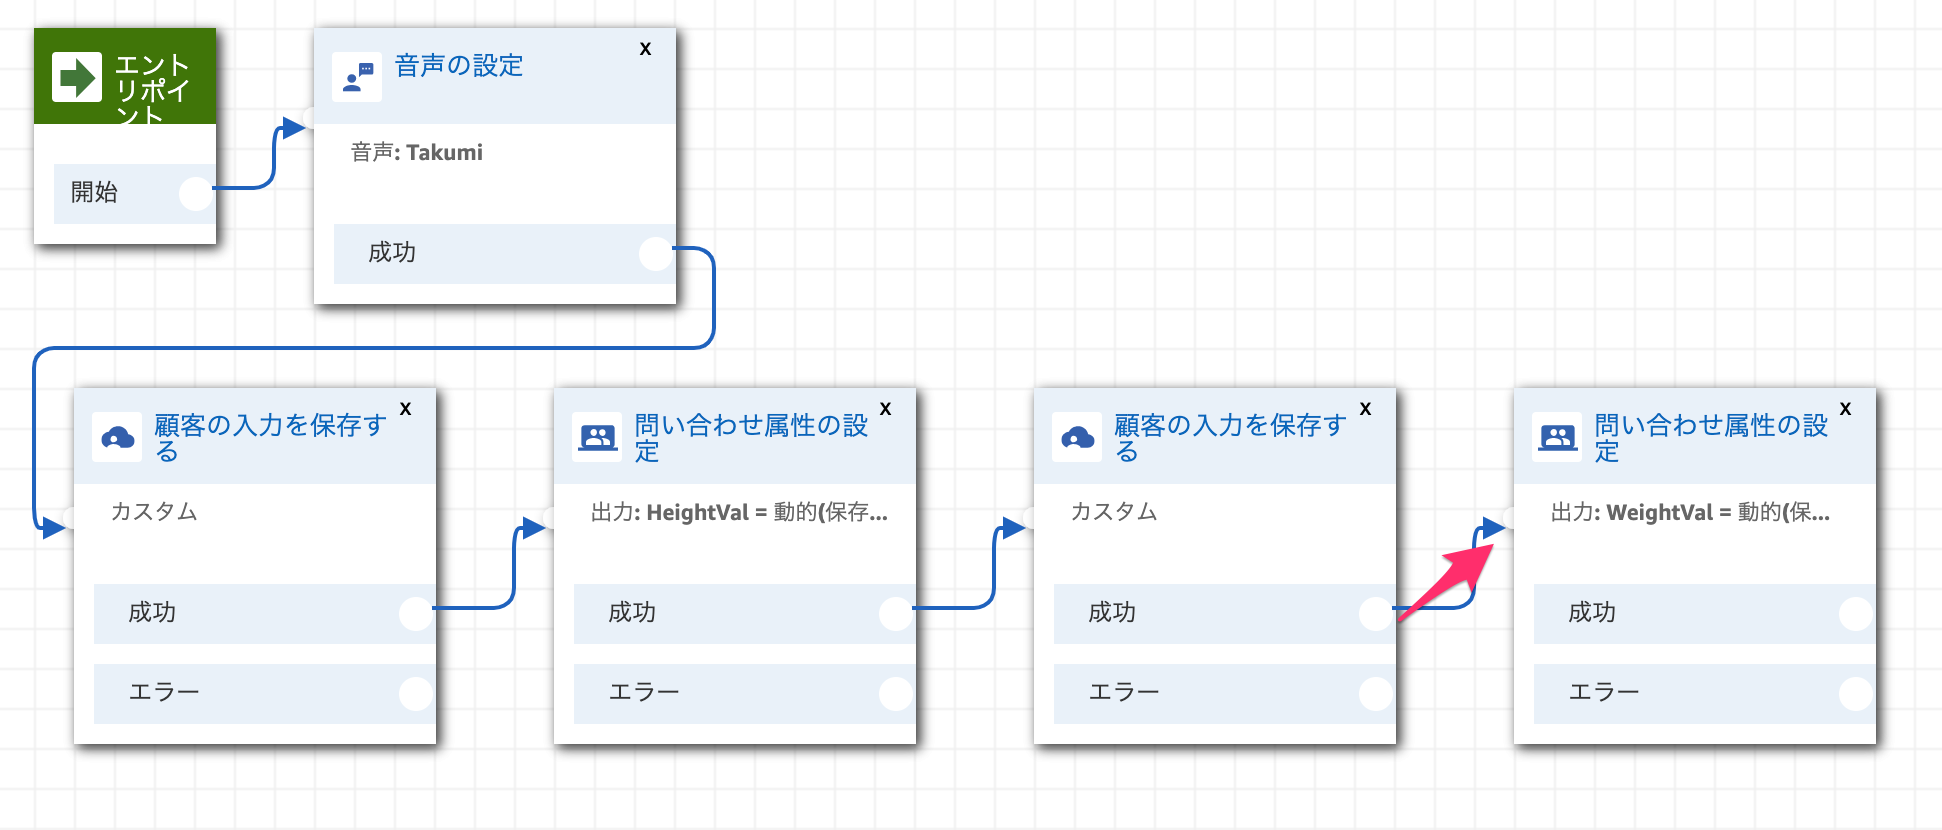 エント
リポイ
ント
開始
音声の設定
X
音声: Takumi
成功
顧客の入力を保存す
る
X
カスタム
成功
エラー
問い合わせ属性の設
定
X
出力: HeightVal = 動的(保存...
成功
エラー
顧客の入力を保存す
る
X
カスタム
成功
エラー
問い合わせ属性の設
定
X
出力: WeightVal = 動的(保...
成功
エラー